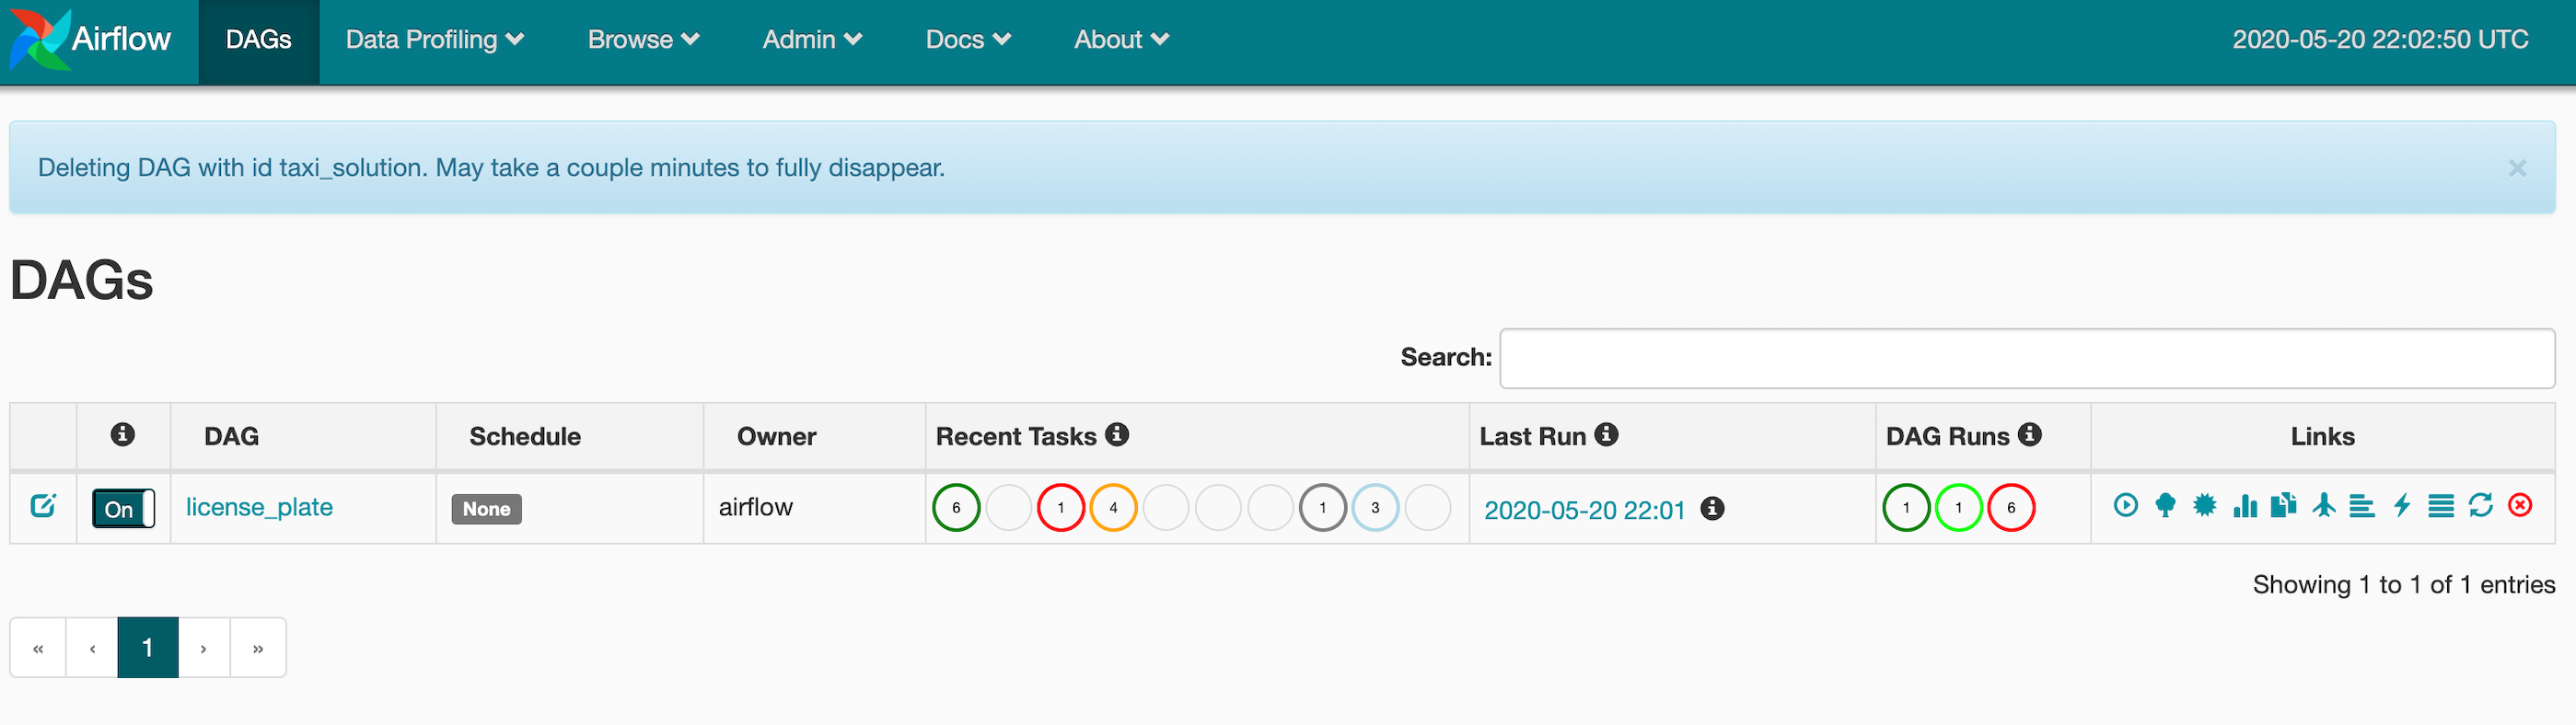 Airflow DAGs Data Profiling Browse Admin Docs About 2020-05-20 22:02:50 UTC
Deleting DAG with id taxi_solution. May take a couple minutes to fully disappear. ×
DAGs
Search:
DAG Schedule Owner Recent Tasks Last Run DAG Runs Links
On license_plate None airflow 6 1 4 1 3 2020-05-20 22:01 1 1 6
Showing 1 to 1 of 1 entries
« ‹ 1 › »